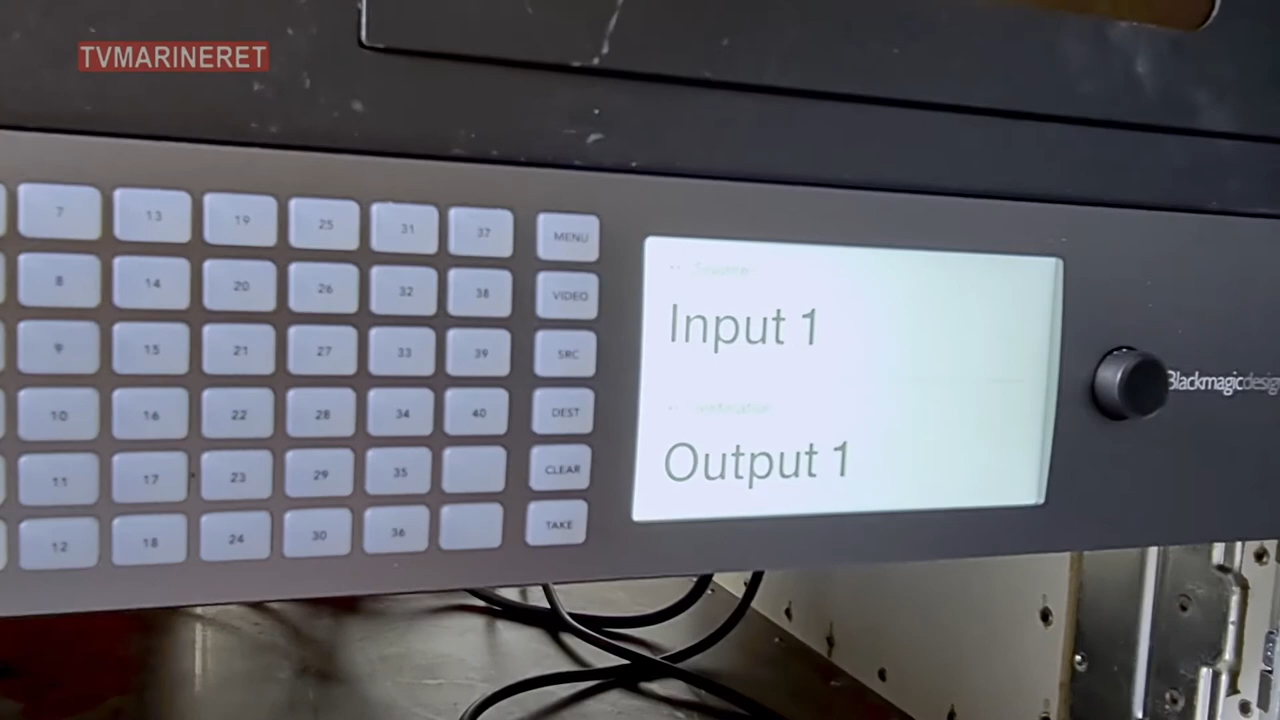 TVMARINERET
7 13 19 25 31 37 MENU
8 14 20 26 32 38 VIDEO
9 15 21 27 33 39 SRC
10 16 22 28 34 40 DEST
11 17 23 29 35 CLEAR
12 18 24 30 36 TAKE
Source
Input 1
Output 1
Blackmagicdesign